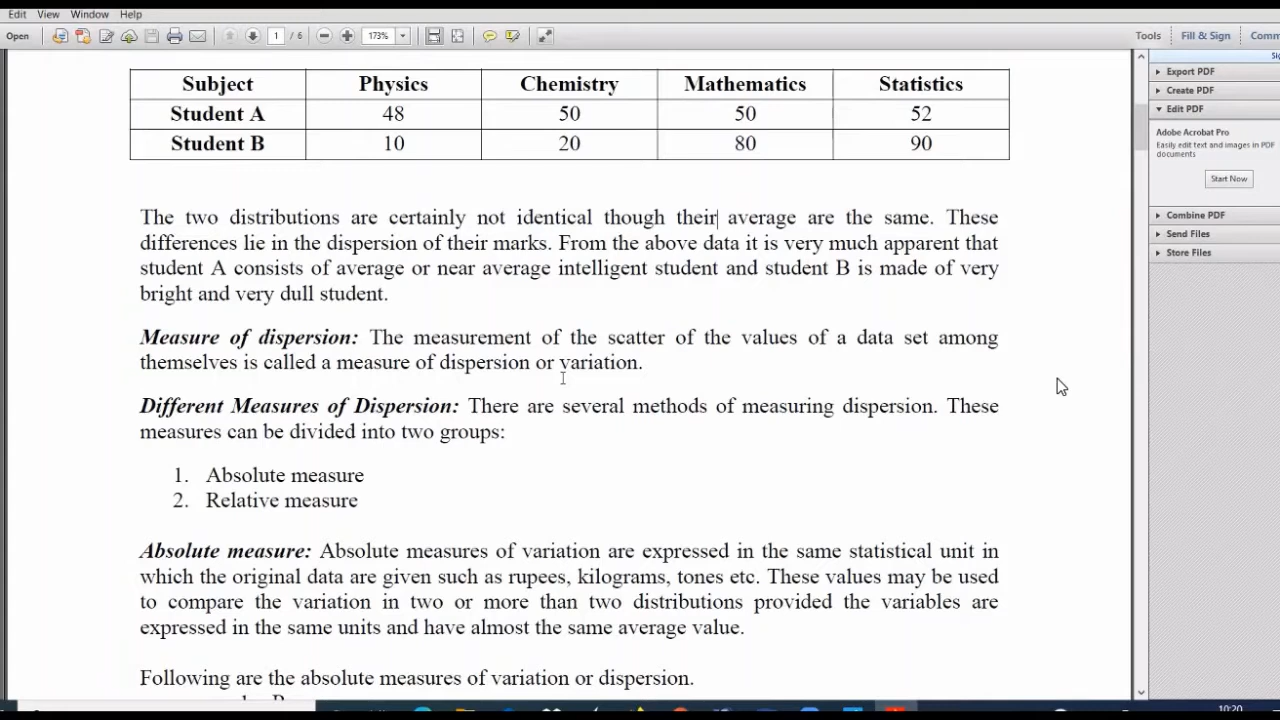 Edit View Window Help
Open 1 / 6 173% Tools Fill & Sign
Export PDF
Create PDF
Edit PDF
Adobe Acrobat Pro
Easily edit text and images in PDF
documents
Start Now
Combine PDF
Send Files
Store Files
Subject Physics Chemistry Mathematics Statistics
Student A 48 50 50 52
Student B 10 20 80 90
The two distributions are certainly not identical though their average are the same. These
differences lie in the dispersion of their marks. From the above data it is very much apparent that
student A consists of average or near average intelligent student and student B is made of very
bright and very dull student.
Measure of dispersion: The measurement of the scatter of the values of a data set among
themselves is called a measure of dispersion or variation.
Different Measures of Dispersion: There are several methods of measuring dispersion. These
measures can be divided into two groups:
1. Absolute measure
2. Relative measure
Absolute measure: Absolute measures of variation are expressed in the same statistical unit in
which the original data are given such as rupees, kilograms, tones etc. These values may be used
to compare the variation in two or more than two distributions provided the variables are
expressed in the same units and have almost the same average value.
Following are the absolute measures of variation or dispersion.
10:20